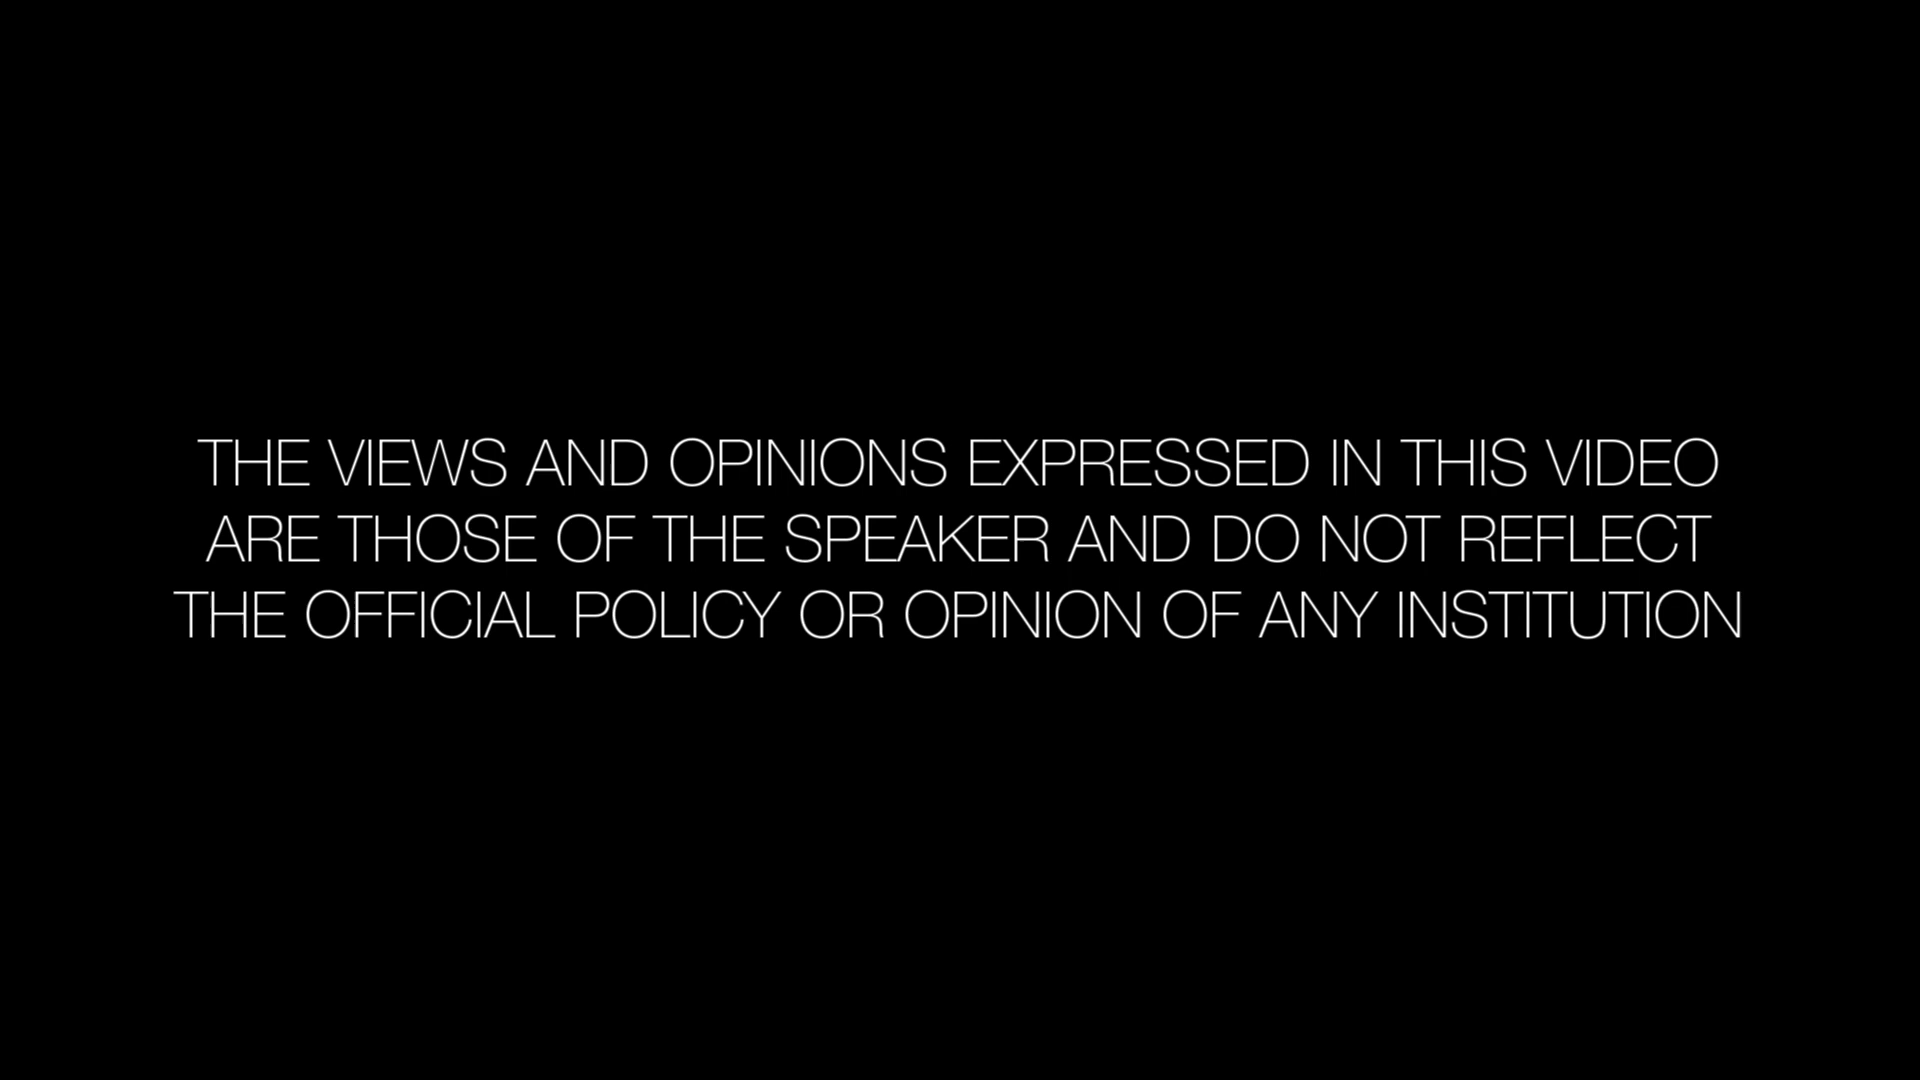 THE VIEWS AND OPINIONS EXPRESSED IN THIS VIDEO
ARE THOSE OF THE SPEAKER AND DO NOT REFLECT
THE OFFICIAL POLICY OR OPINION OF ANY INSTITUTION